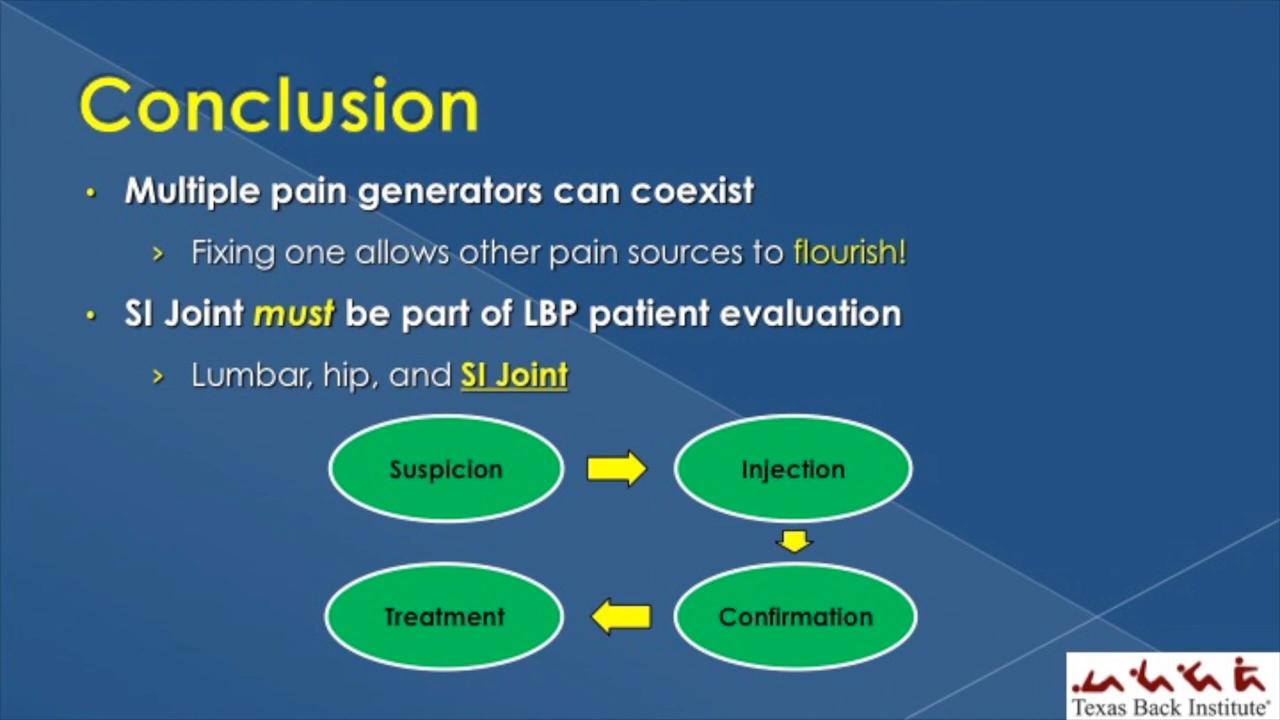 Conclusion
• Multiple pain generators can coexist
› Fixing one allows other pain sources to flourish!
• SI Joint must be part of LBP patient evaluation
› Lumbar, hip, and SI Joint
Suspicion
Injection
Treatment
Confirmation
Texas Back Institute®